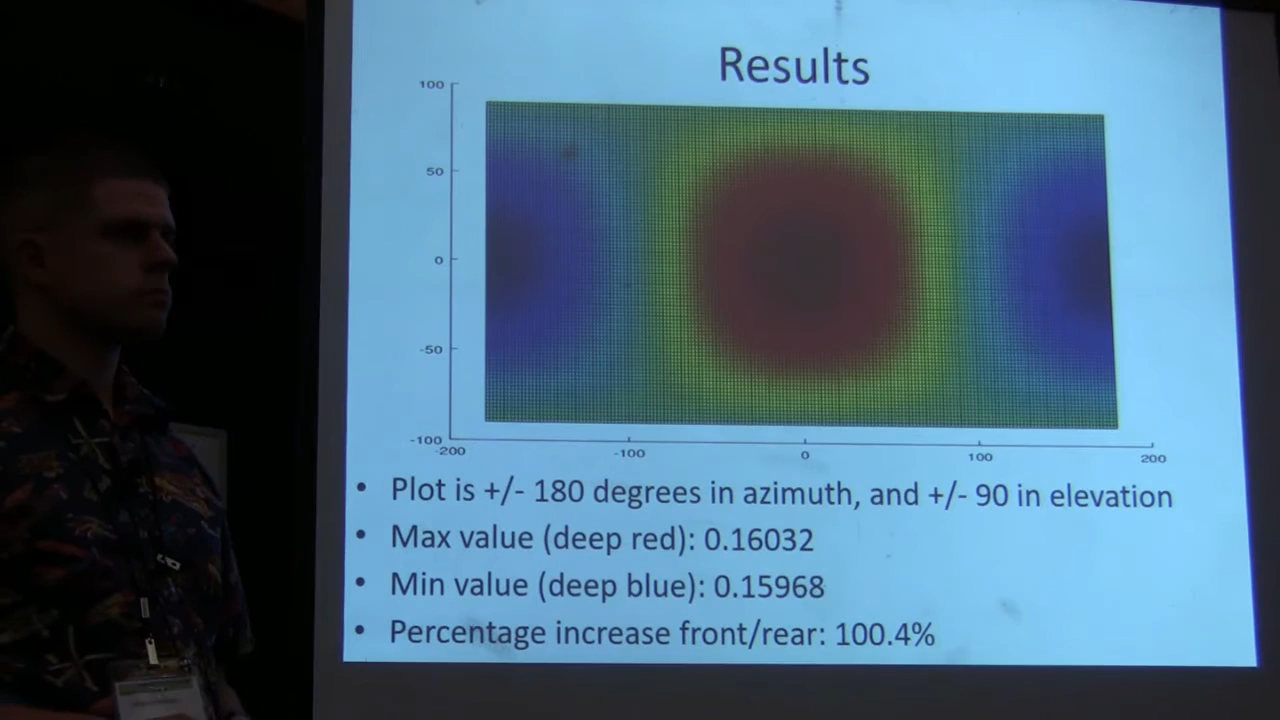 Results
100
50
0
-50
-100
-200 -100 0 100 200
• Plot is +/- 180 degrees in azimuth, and +/- 90 in elevation
• Max value (deep red): 0.16032
• Min value (deep blue): 0.15968
• Percentage increase front/rear: 100.4%